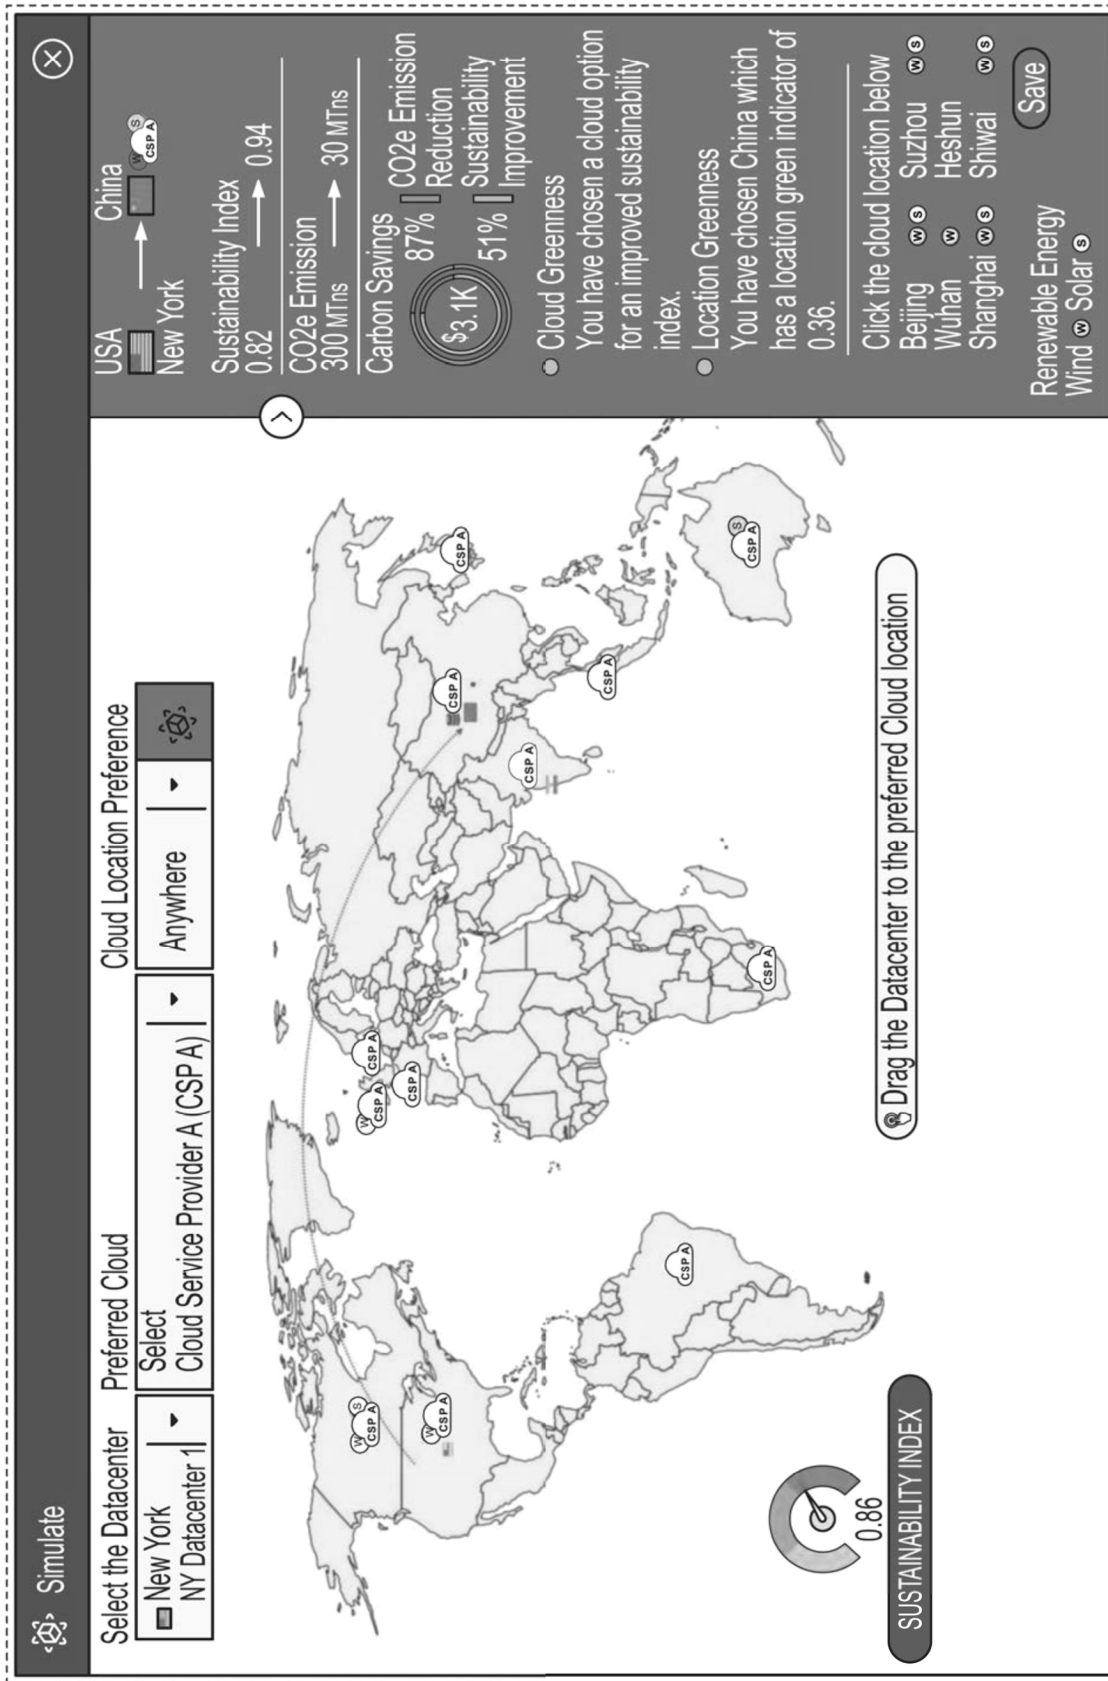 Simulate
Select the Datacenter
New York
NY Datacenter 1
Preferred Cloud
Select
Cloud Service Provider A (CSP A)
Cloud Location Preference
Anywhere
W
S
CSP A
W
CSP A
CSP A
W
CSP A
CSP A
CSP A
CSP A
CSP A
CSP A
CSP A
CSP A
S
CSP A
0.86
SUSTAINABILITY INDEX
Drag the Datacenter to the preferred Cloud location
USA
China
New York
W
S
CSP A
Sustainability Index
0.82
0.94
CO2e Emission
300 MTns
30 MTns
Carbon Savings
$3.1K
87%
CO2e Emission
Reduction
51%
Sustainability
Improvement
Cloud Greenness
You have chosen a cloud option
for an improved sustainability
index.
Location Greenness
You have chosen China which
has a location green indicator of
0.36.
Click the cloud location below
Beijing W S Suzhou W S
Wuhan W Heshun
Shanghai W S Shiwai W S
Renewable Energy
Wind W Solar S
Save